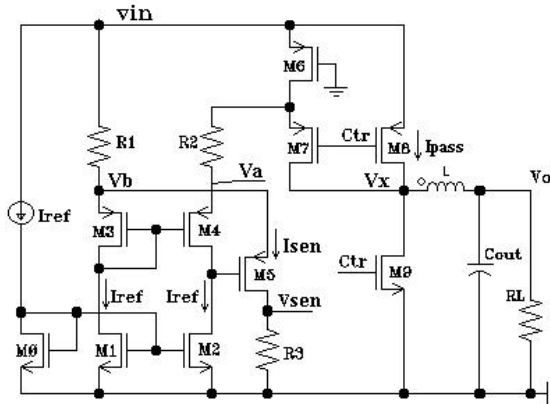 vin
M6
R1
R2
M7
Ctr
M8
Ipass
Va
Vb
Vx
L
Vo
Iref
M3
M4
Isen
M5
Ctr
M9
Cout
Iref
Iref
Vsen
RL
M0
M1
M2
R3